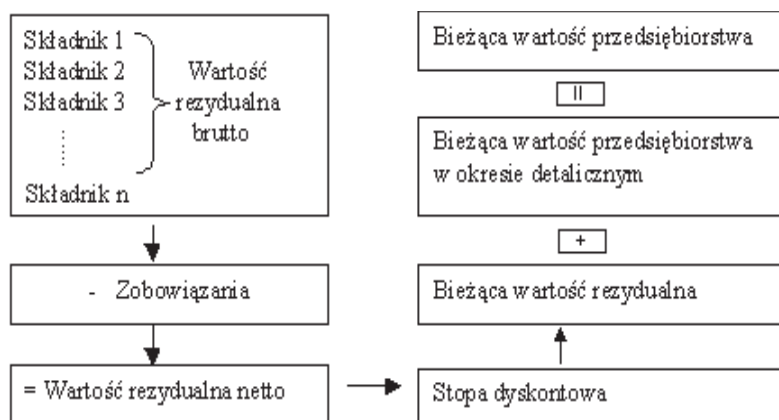 Składnik 1
Składnik 2
Składnik 3
Składnik n
Wartość
rezydualna
brutto
- Zobowiązania
= Wartość rezydualna netto
Stopa dyskontowa
Bieżąca wartość rezydualna
+
Bieżąca wartość przedsiębiorstwa
w okresie detalicznym
=
Bieżąca wartość przedsiębiorstwa